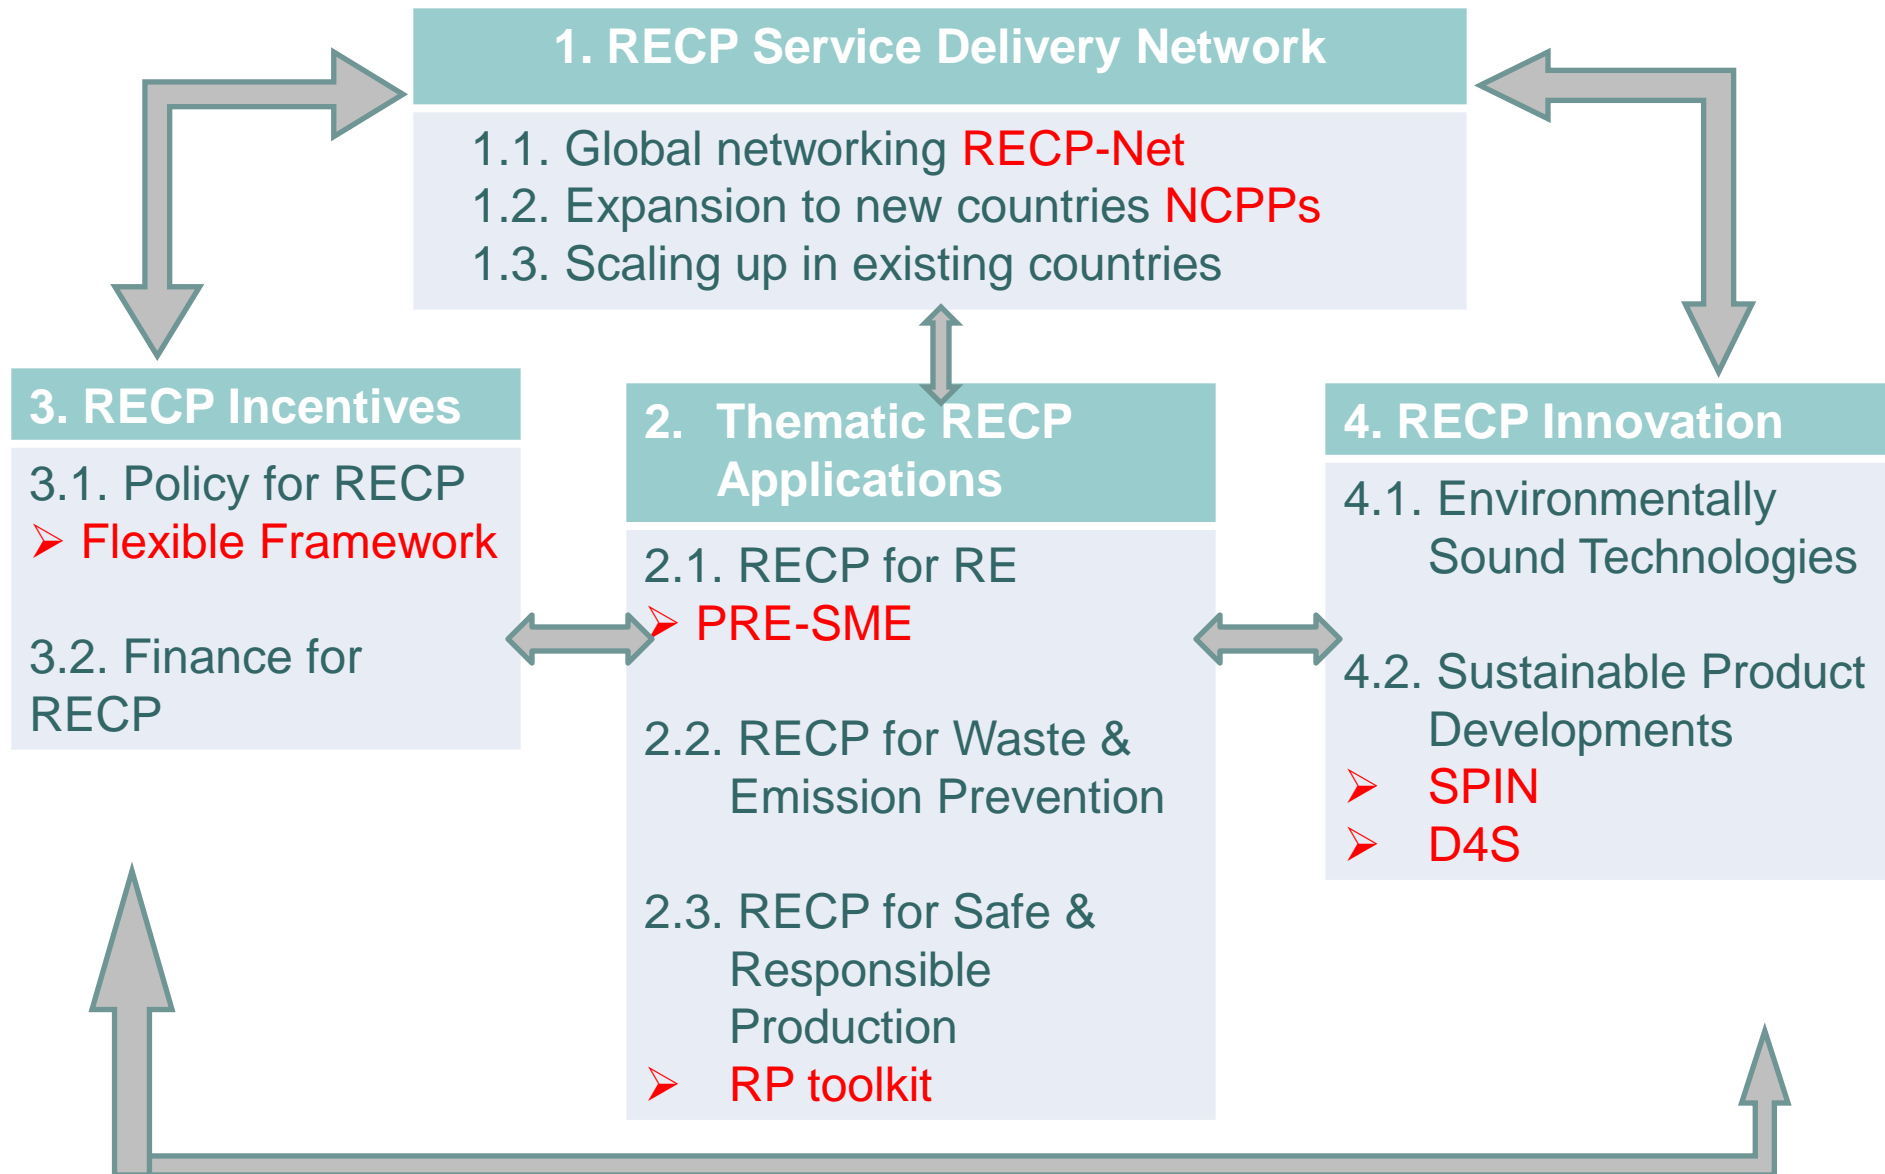 1. RECP Service Delivery Network
1.1. Global networking RECP-Net
1.2. Expansion to new countries NCPPs
1.3. Scaling up in existing countries
3. RECP Incentives
3.1. Policy for RECP
➢ Flexible Framework
3.2. Finance for
RECP
2. Thematic RECP
Applications
2.1. RECP for RE
➢ PRE-SME
2.2. RECP for Waste &
Emission Prevention
2.3. RECP for Safe &
Responsible
Production
➢ RP toolkit
4. RECP Innovation
4.1. Environmentally
Sound Technologies
4.2. Sustainable Product
Developments
➢ SPIN
➢ D4S